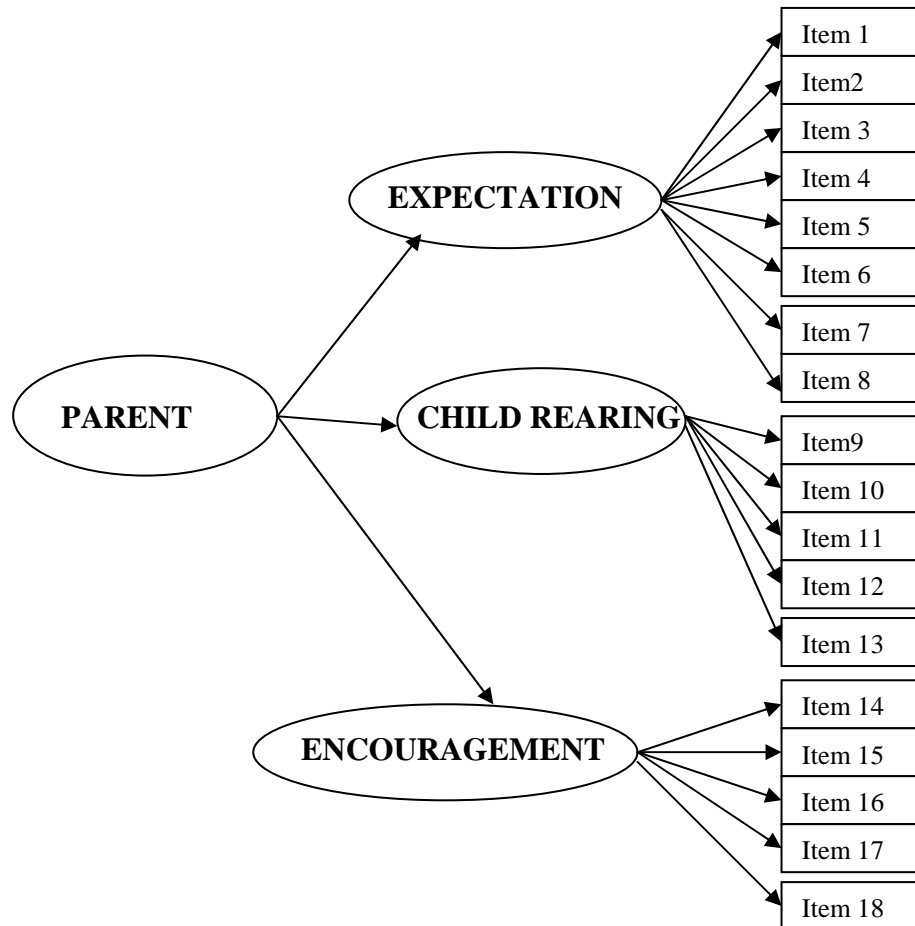 Item 1
Item2
Item 3
EXPECTATION
Item 4
Item 5
Item 6
Item 7
Item 8
PARENT
CHILD REARING
Item9
Item 10
Item 11
Item 12
Item 13
Item 14
ENCOURAGEMENT
Item 15
Item 16
Item 17
Item 18